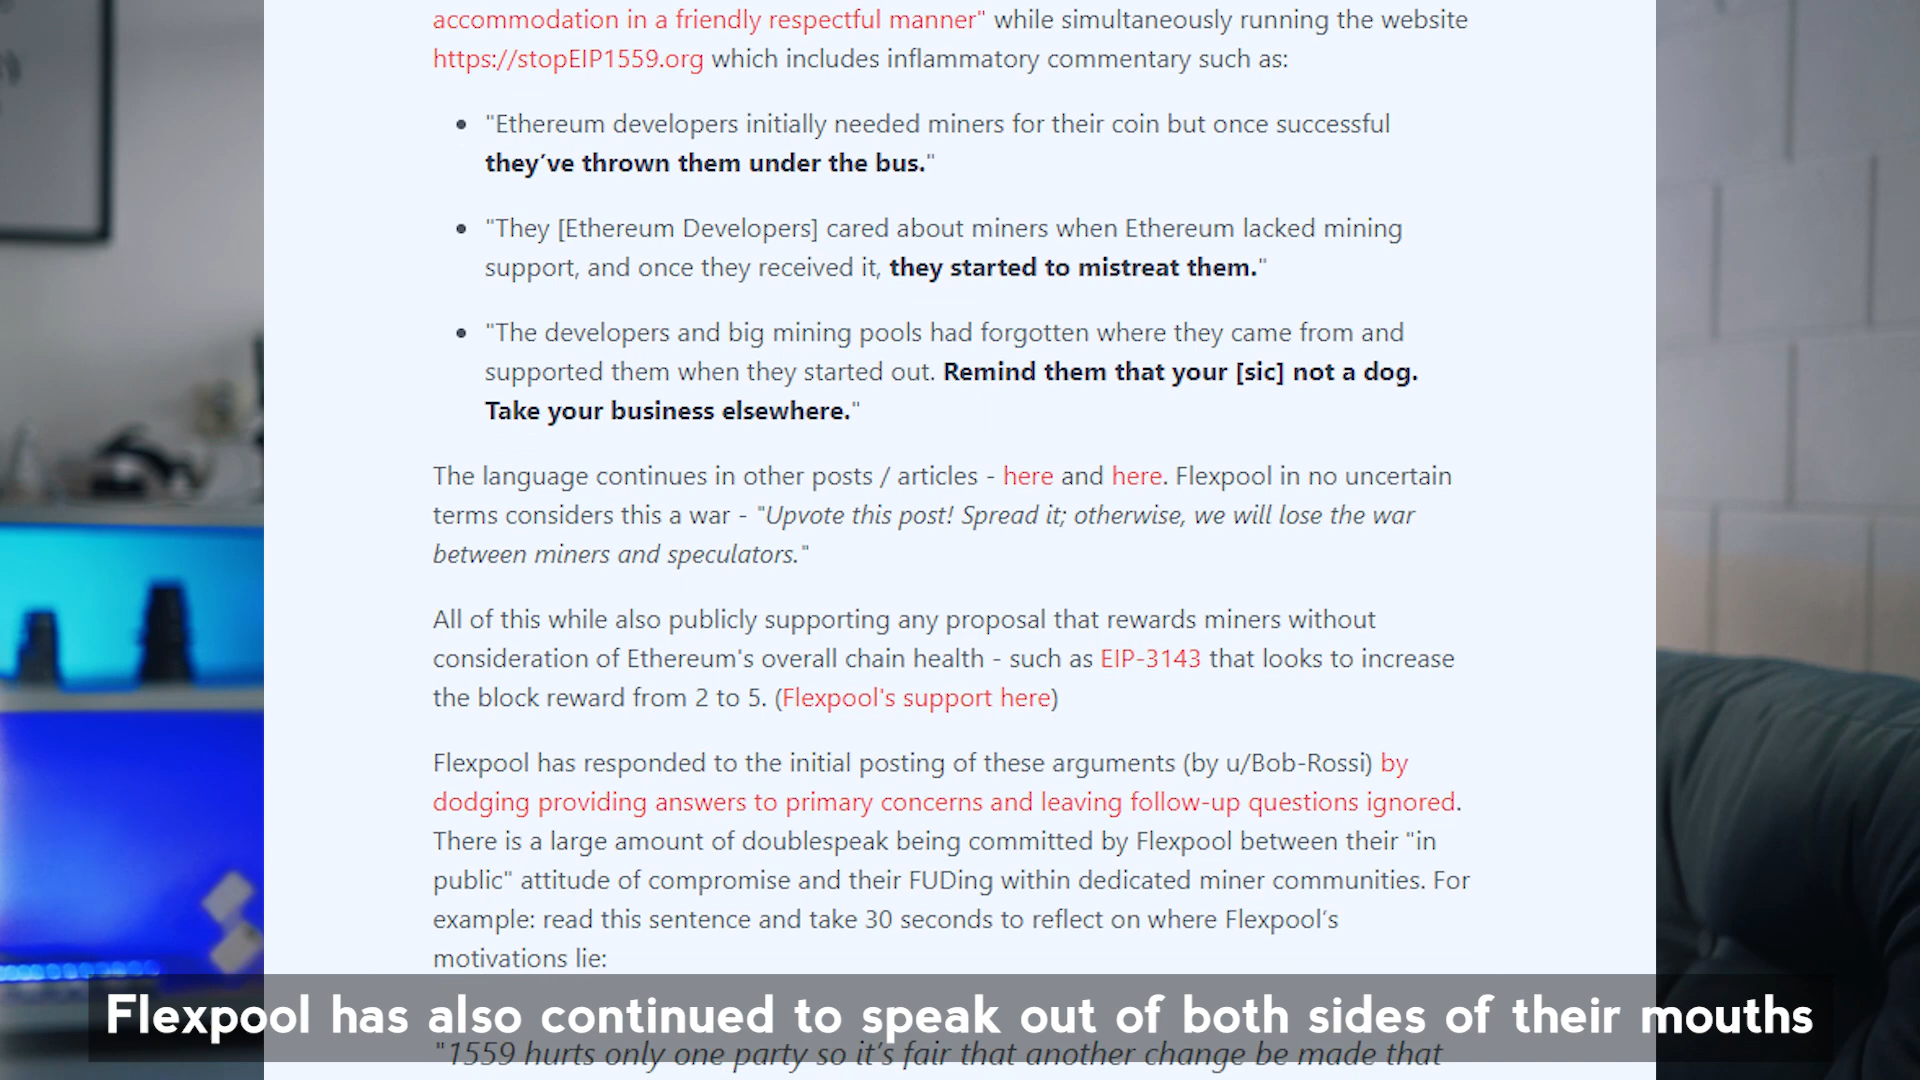 accommodation in a friendly respectful manner" while simultaneously running the website
https://stopEIP1559.org which includes inflammatory commentary such as:
• "Ethereum developers initially needed miners for their coin but once successful
they've thrown them under the bus."
• "They [Ethereum Developers] cared about miners when Ethereum lacked mining
support, and once they received it, they started to mistreat them."
• "The developers and big mining pools had forgotten where they came from and
supported them when they started out. Remind them that your [sic] not a dog.
Take your business elsewhere."
The language continues in other posts / articles - here and here. Flexpool in no uncertain
terms considers this a war - "Upvote this post! Spread it; otherwise, we will lose the war
between miners and speculators."
All of this while also publicly supporting any proposal that rewards miners without
consideration of Ethereum's overall chain health - such as EIP-3143 that looks to increase
the block reward from 2 to 5. (Flexpool's support here)
Flexpool has responded to the initial posting of these arguments (by u/Bob-Rossi) by
dodging providing answers to primary concerns and leaving follow-up questions ignored.
There is a large amount of doublespeak being committed by Flexpool between their "in
public" attitude of compromise and their FUDing within dedicated miner communities. For
example: read this sentence and take 30 seconds to reflect on where Flexpool's
motivations lie:
Flexpool has also continued to speak out of both sides of their mouths
"1559 hurts only one party so it's fair that another change be made that